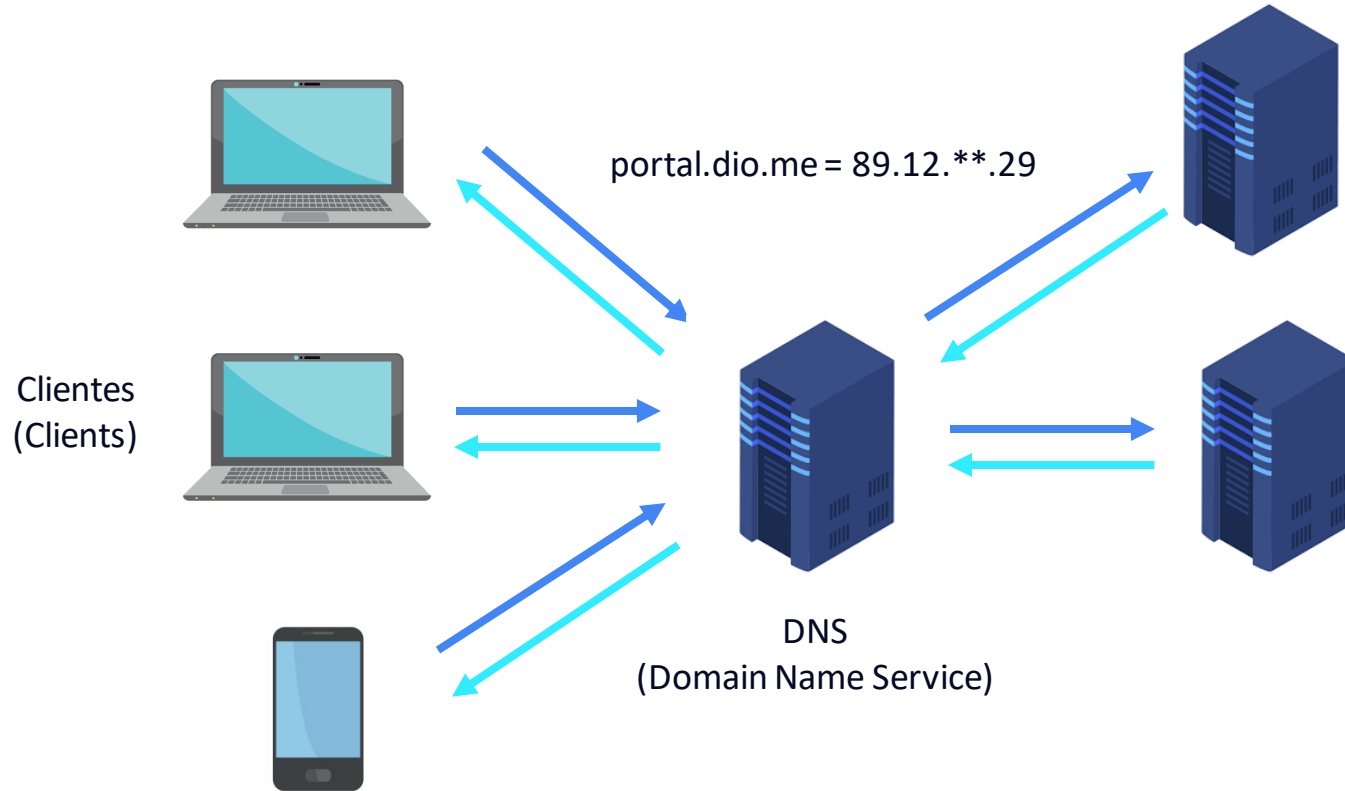 portal.dio.me = 89.12.**.29
Clientes
(Clients)
DNS
(Domain Name Service)